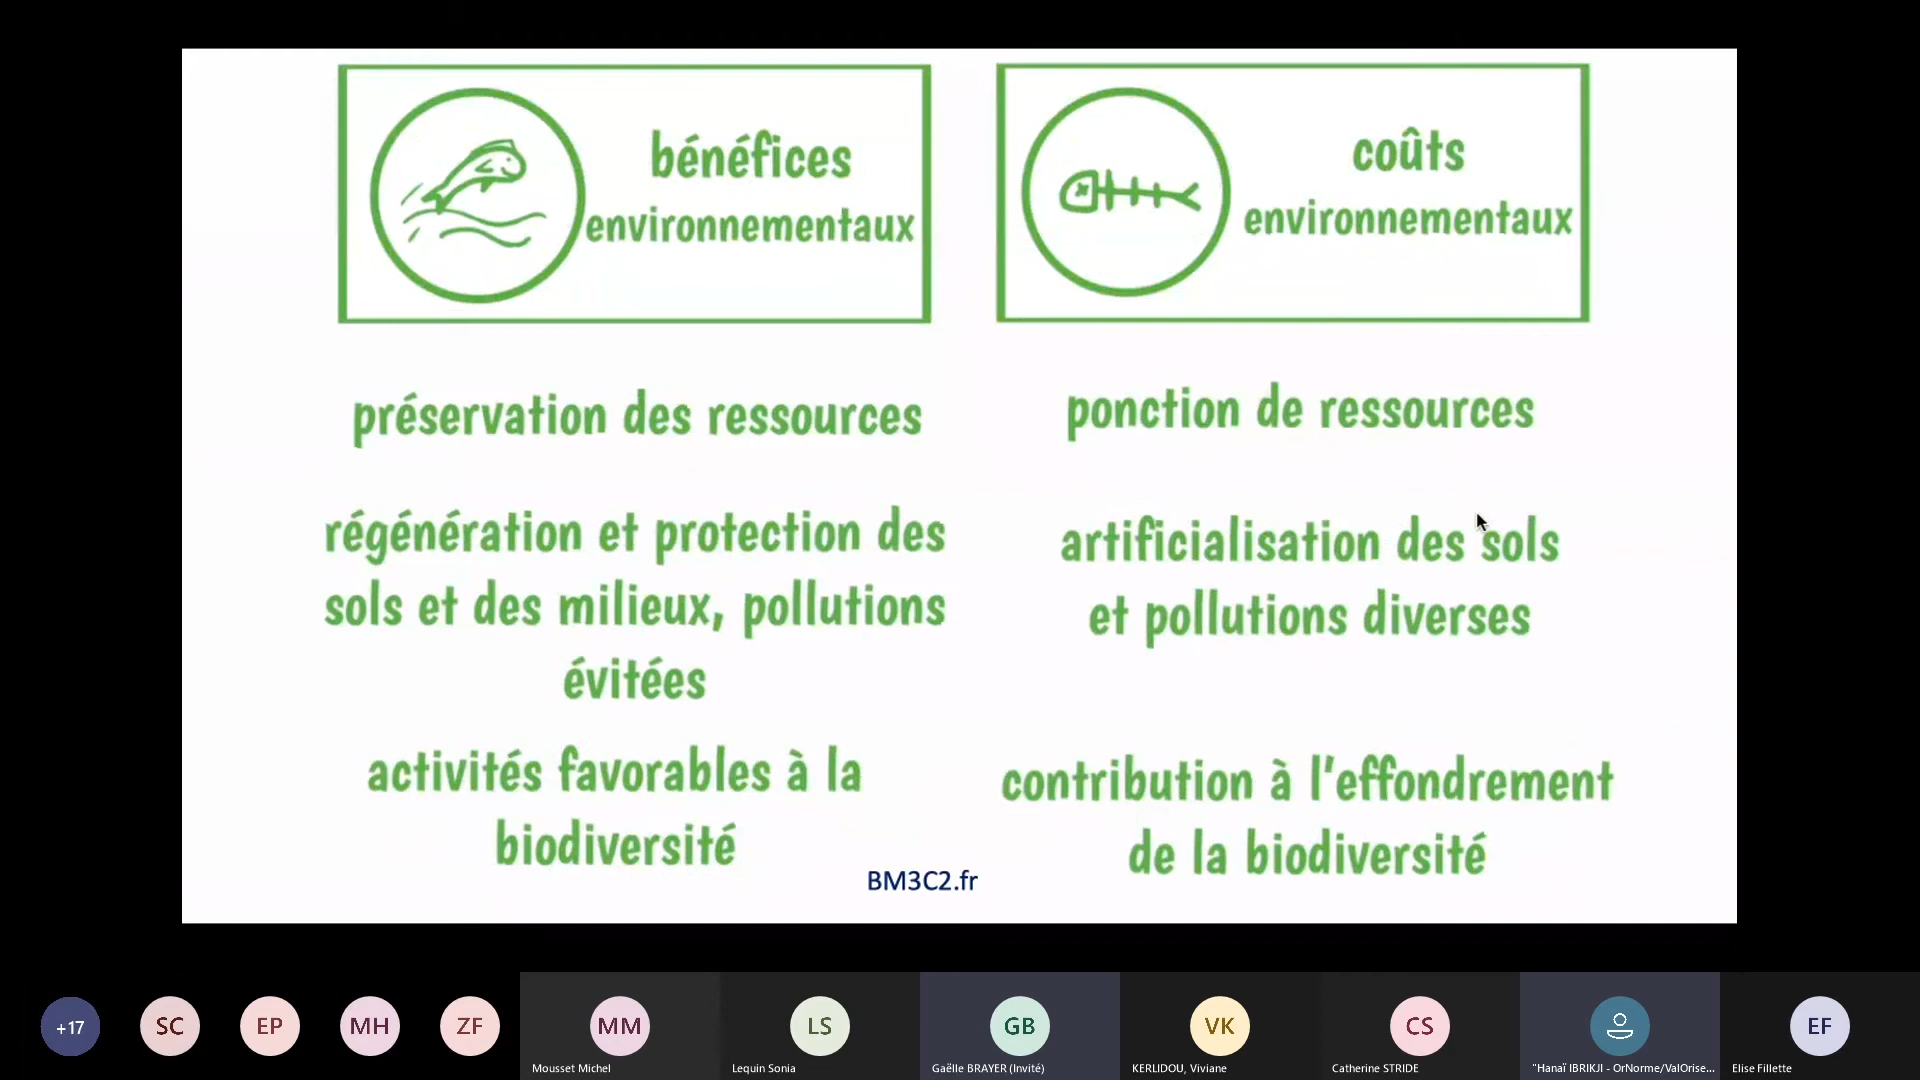 bénéfices
environnementaux
coûts
environnementaux
préservation des ressources
ponction de ressources
régénération et protection des
sols et des milieux, pollutions
évitées
artificialisation des sols
et pollutions diverses
activités favorables à la
biodiversité
contribution à l'effondrement
de la biodiversité
BM3C2.fr
+17
SC
EP
MH
ZF
MM
Mousset Michel
LS
Lequin Sonia
GB
Gaëlle BRAYER (Invité)
VK
KERLIDOU, Viviane
CS
Catherine STRIDE
"Hanaï IBRIKJI - OrNorme/ValOrise...
EF
Elise Fillette